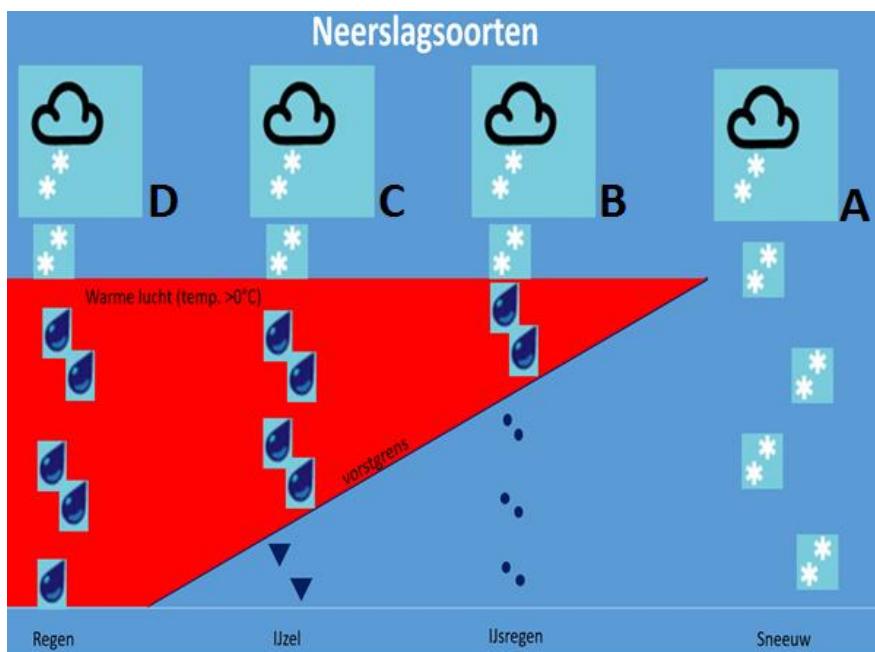 Neerslagsoorten
D
C
B
A
Warme lucht (temp. >0°C)
vorstgrens
Regen
IJzel
IJsregen
Sneeuw